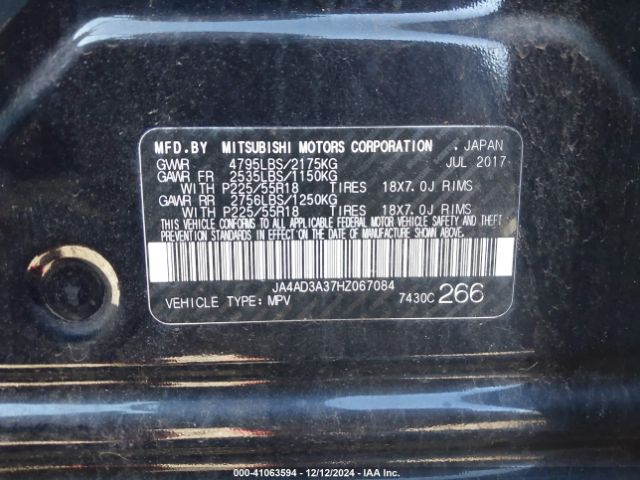 MFD.BY MITSUBISHI MOTORS CORPORATION , JAPAN
GVWR 4795LBS/2175KG JUL 2017
GAWR FR 2535LBS/1150KG
WITH P225/55R18 TIRES 18X7.0J RIMS
GAWR RR 2756LBS/1250KG
WITH P225/55R18 TIRES 18X7.0J RIMS
THIS VEHICLE CONFORMS TO ALL APPLICABLE FEDERAL MOTOR VEHICLE SAFETY AND THEFT
PREVENTION STANDARDS IN EFFECT ON THE DATE OF MANUFACTURE SHOWN ABOVE.
JA4AD3A37HZ067084
VEHICLE TYPE: MPV 7430C 266
000-41063594 - 12/12/2024 - IAA Inc.